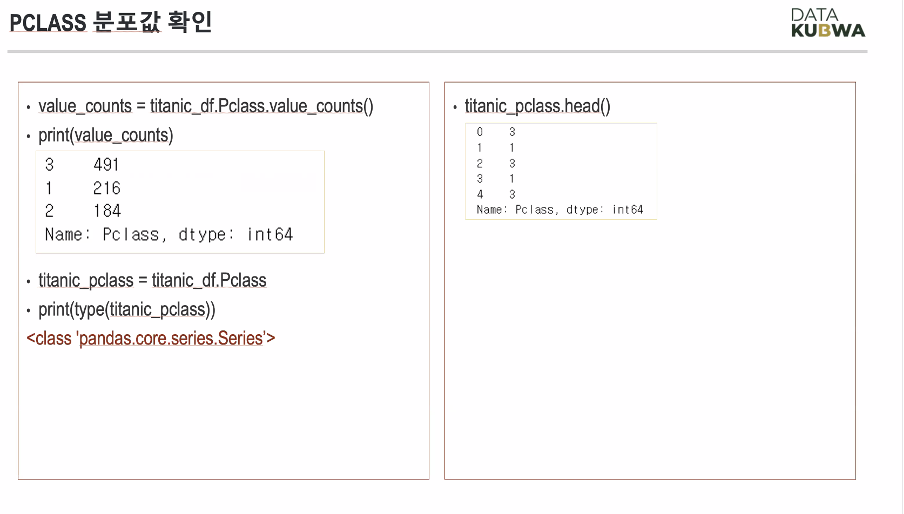 PCLASS 분포값 확인
DATA
KUBWA
• value_counts = titanic_df.Pclass.value_counts()
• print(value_counts)
3 491
1 216
2 184
Name: Pclass, dtype: int64
• titanic_pclass = titanic_df.Pclass
• print(type(titanic_pclass))
<class 'pandas.core.series.Series'>
• titanic_pclass.head()
0 3
1 1
2 3
3 1
4 3
Name: Pclass, dtype: int64